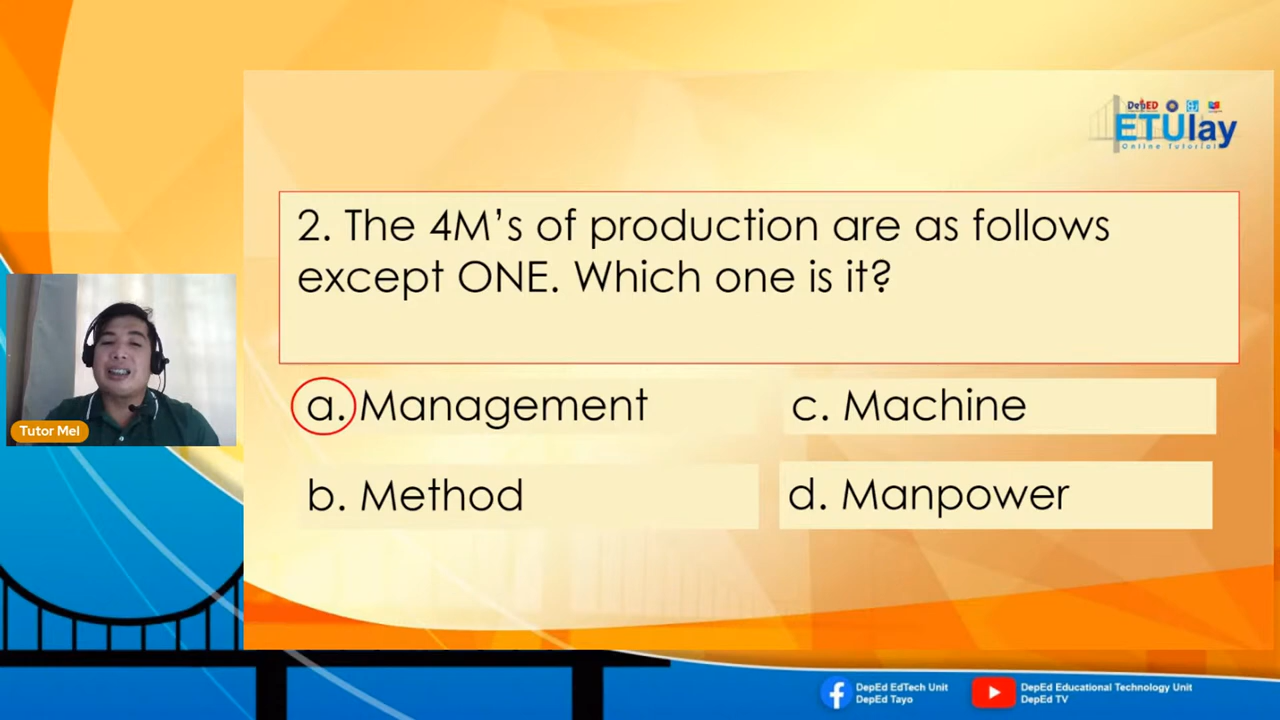 DepED
ETUlay
Online Tutorial
2. The 4M's of production are as follows
except ONE. Which one is it?
a. Management
c. Machine
b. Method
d. Manpower
Tutor Mel
DepEd EdTech Unit
DepEd Tayo
DepEd Educational Technology Unit
DepEd TV